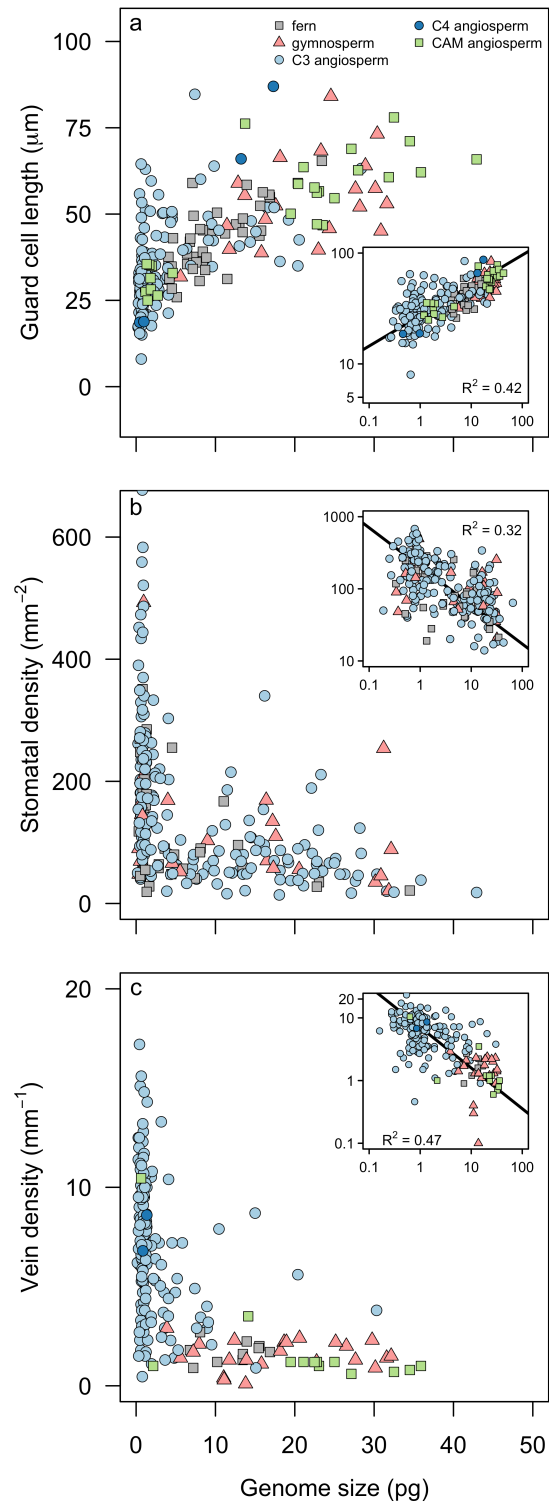 a
fern
gymnosperm
C3 angiosperm
C4 angiosperm
CAM angiosperm
Guard cell length (μm)
100
75
50
25
0
100
10
5
0.1 1 10 100
R² = 0.42
b
Stomatal density (mm⁻²)
600
400
200
0
1000
100
10
0.1 1 10 100
R² = 0.32
c
Vein density (mm⁻¹)
20
10
0
20
10
1
0.1
0.1 1 10 100
R² = 0.47
0 10 20 30 40 50
Genome size (pg)